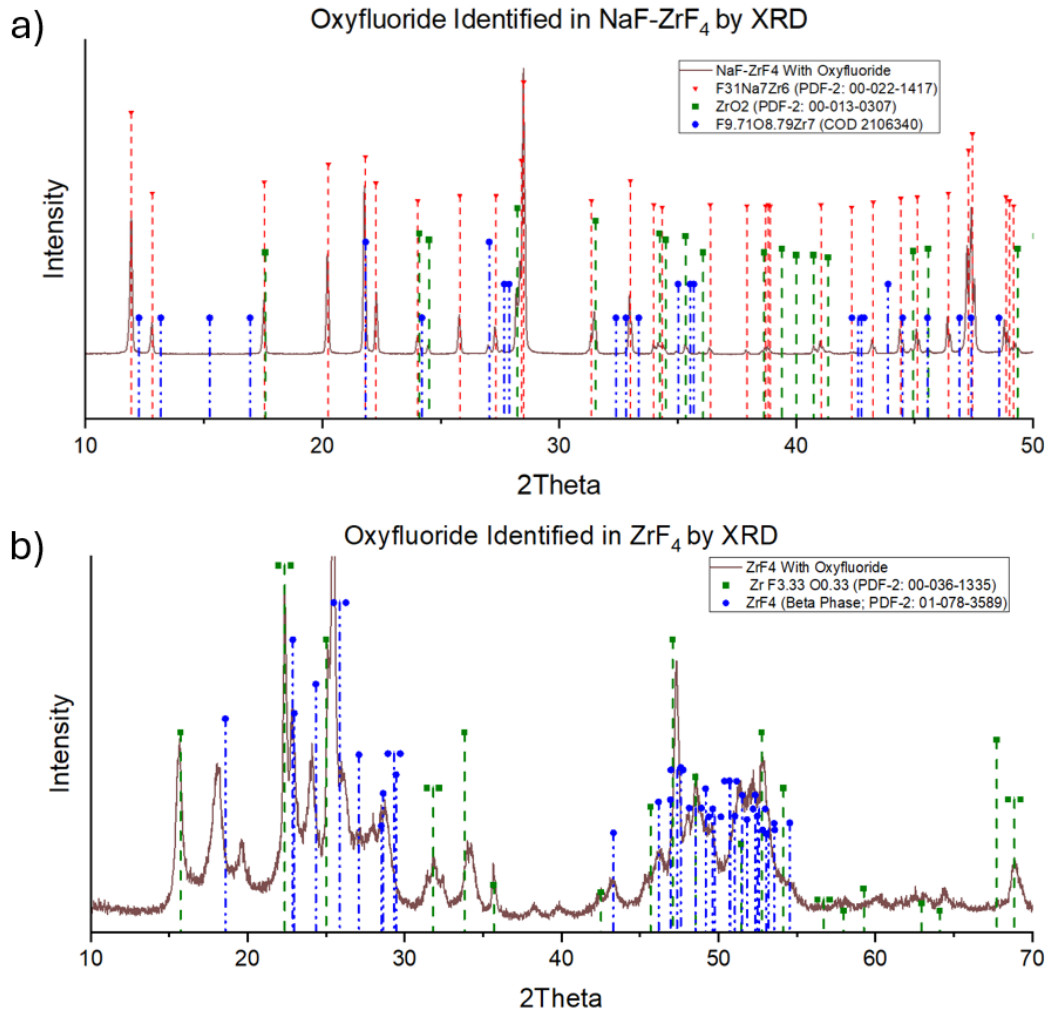 a)
Oxyfluoride Identified in NaF-ZrF₄ by XRD
NaF-ZrF4 With Oxyfluoride
F31Na7Zr6 (PDF-2: 00-022-1417)
ZrO2 (PDF-2: 00-013-0307)
F9.71O8.79Zr7 (COD 2106340)
Intensity
10 20 30 40 50
2Theta
b)
Oxyfluoride Identified in ZrF₄ by XRD
ZrF4 With Oxyfluoride
Zr F3.33 O0.33 (PDF-2: 00-036-1335)
ZrF4 (Beta Phase; PDF-2: 01-078-3589)
Intensity
10 20 30 40 50 60 70
2Theta